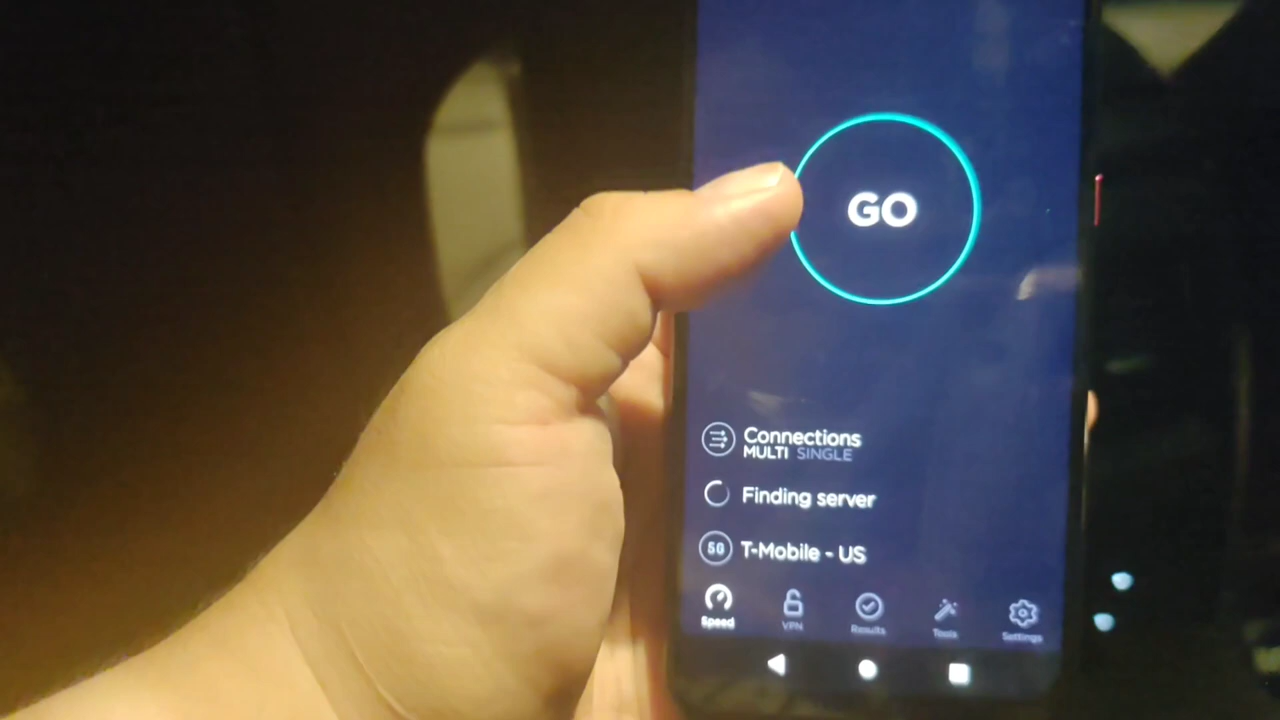 GO
Connections
MULTI SINGLE
Finding server
5G T-Mobile - US
Speed VPN Results Tools Settings